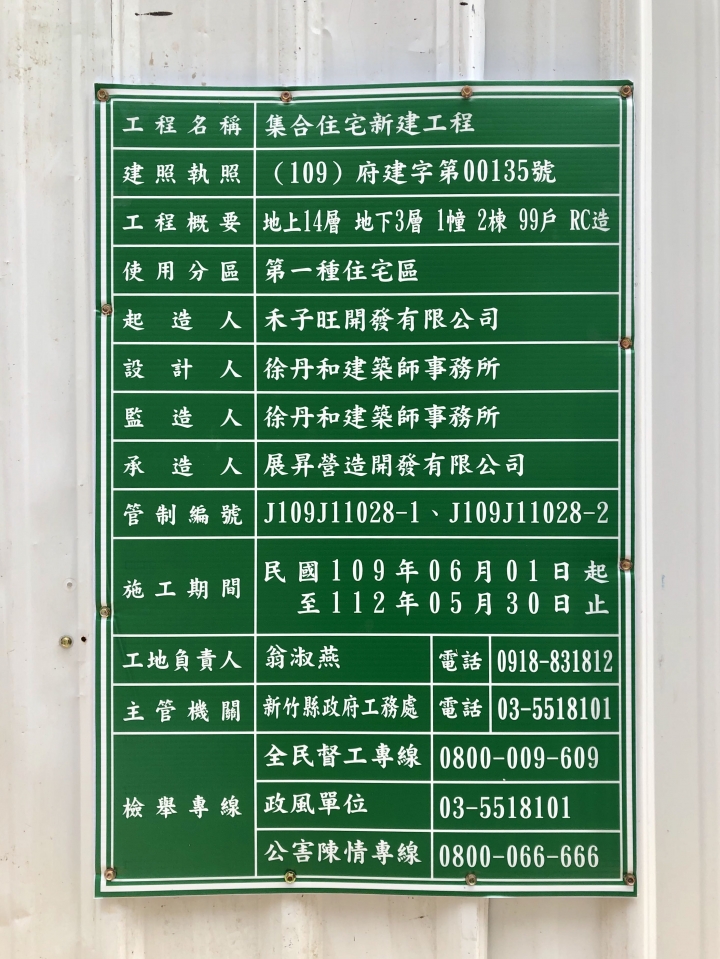 工程名稱 集合住宅新建工程
建照執照 （109）府建字第00135號
工程概要 地上14層 地下3層 1幢 2棟 99戶 RC造
使用分區 第一種住宅區
起造人 禾子旺開發有限公司
設計人 徐丹和建築師事務所
監造人 徐丹和建築師事務所
承造人 展昇營造開發有限公司
管制編號 J109J11028-1、J109J11028-2
施工期間 民國109年06月01日起
至112年05月30日止
工地負責人 翁淑燕 電話 0918-831812
主管機關 新竹縣政府工務處 電話 03-5518101
檢舉專線 全民督工專線 0800-009-609
政風單位 03-5518101
公害陳情專線 0800-066-666